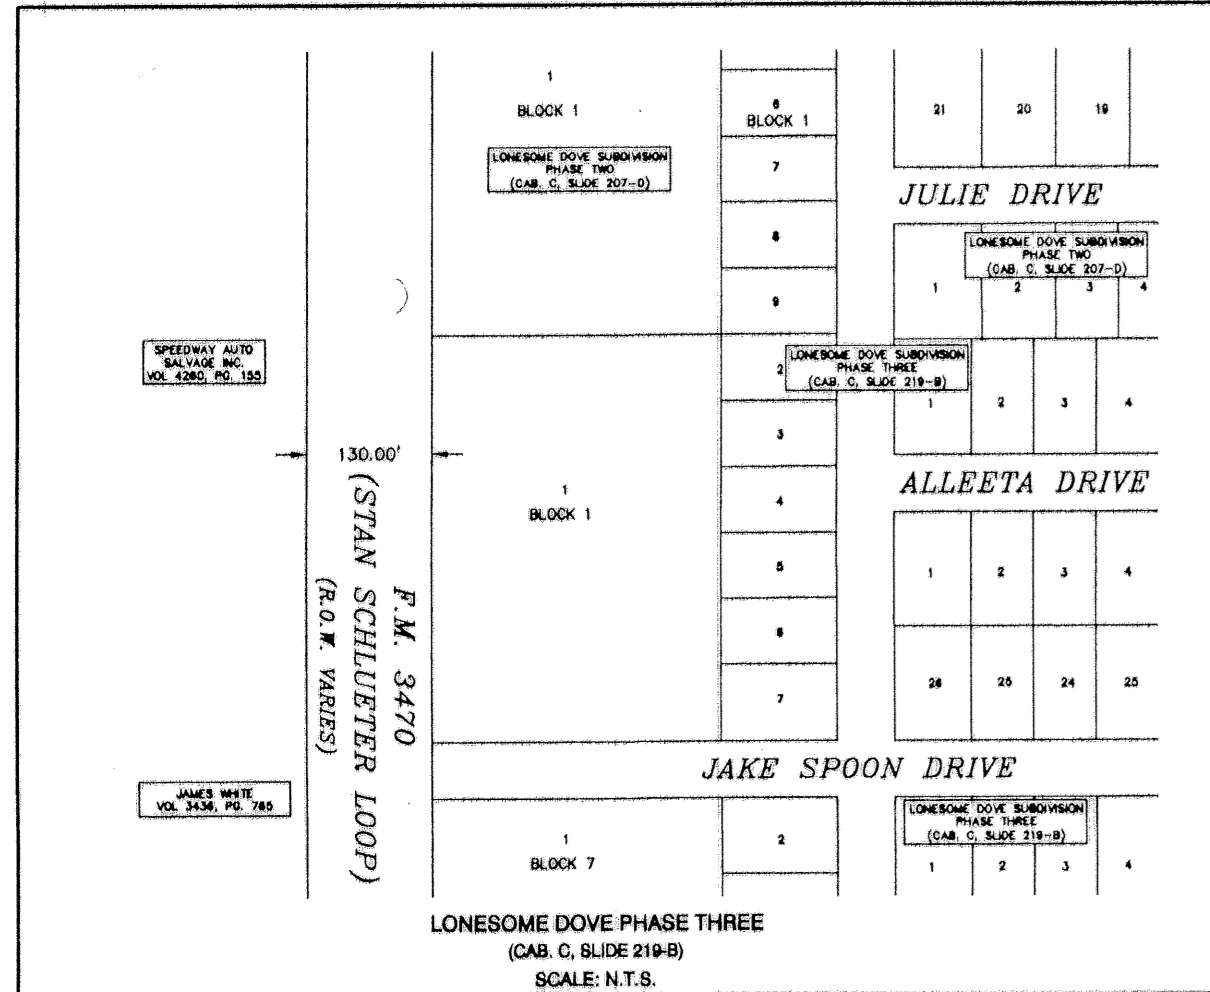 1
BLOCK 1
6
BLOCK 1
21
20
19
LONESOME DOVE SUBDIVISION
PHASE TWO
(CAB. C, SLIDE 207-D)
7
JULIE DRIVE
8
LONESOME DOVE SUBDIVISION
PHASE TWO
(CAB. C, SLIDE 207-D)
1
2
3
4
9
SPEEDWAY AUTO
SALVAGE INC.
VOL 4260, PG. 155
2
LONESOME DOVE SUBDIVISION
PHASE THREE
(CAB. C, SLIDE 219-B)
1
2
3
4
3
130.00'
ALLEETA DRIVE
1
BLOCK 1
4
5
1
2
3
4
F.M. 3470
(STAN SCHLUETER LOOP)
(R.O.W. VARIES)
6
7
26
25
24
25
JAKE SPOON DRIVE
JAMES WHITE
VOL 3436, PG. 765
1
BLOCK 7
2
LONESOME DOVE SUBDIVISION
PHASE THREE
(CAB. C, SLIDE 219-B)
1
2
3
4
LONESOME DOVE PHASE THREE
(CAB. C, SLIDE 219-B)
SCALE: N.T.S.